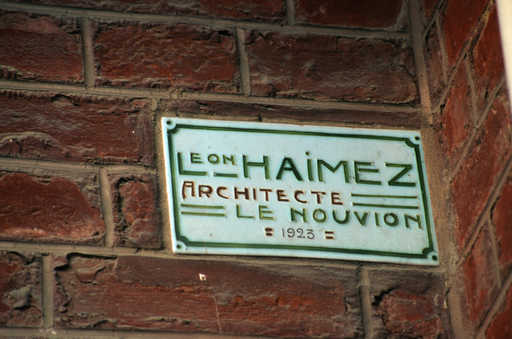 LEON HAiMEZ
ARCHITECTE
LE NOUViON
= 1923 =